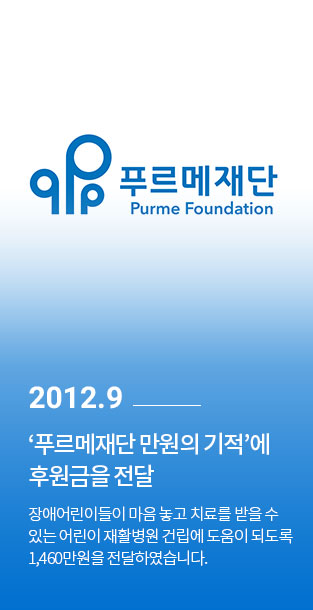 푸르메재단
Purme Foundation
2012.9
‘푸르메재단 만원의 기적’에
후원금을 전달
장애어린이들이 마음 놓고 치료를 받을 수
있는 어린이 재활병원 건립에 도움이 되도록
1,460만원을 전달하였습니다.